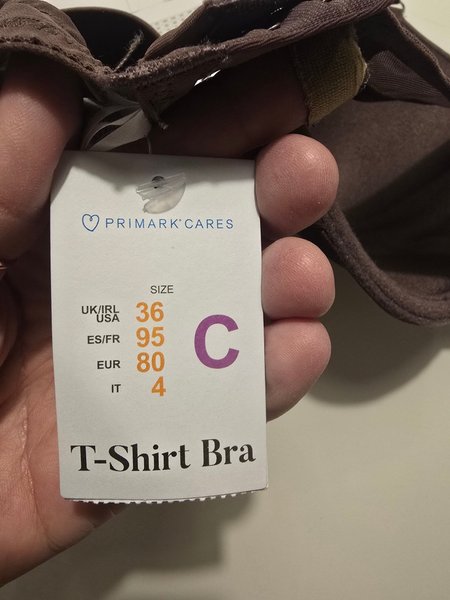 PRIMARK® CARES
SIZE
UK/IRL
USA 36
ES/FR 95
EUR 80
IT 4
C
T-Shirt Bra